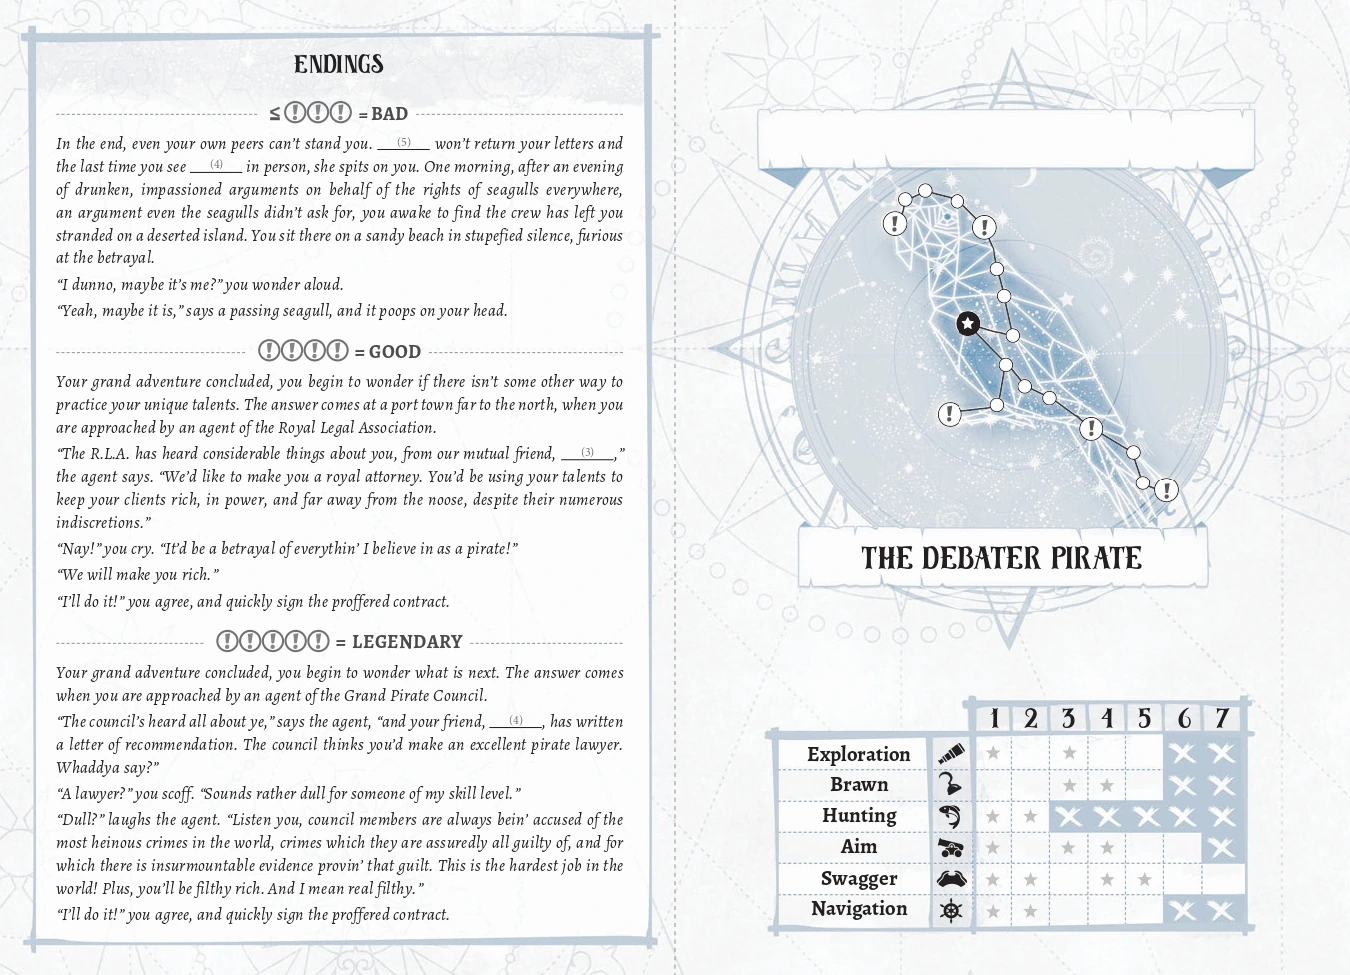 ENDINGS
≤ ! ! ! = BAD
In the end, even your own peers can’t stand you. ___(5)___ won’t return your letters and
the last time you see ___(4)___ in person, she spits on you. One morning, after an evening
of drunken, impassioned arguments on behalf of the rights of seagulls everywhere,
an argument even the seagulls didn’t ask for, you awake to find the crew has left you
stranded on a deserted island. You sit there on a sandy beach in stupefied silence, furious
at the betrayal.
“I dunno, maybe it’s me?” you wonder aloud.
“Yeah, maybe it is,” says a passing seagull, and it poops on your head.
! ! ! ! = GOOD
Your grand adventure concluded, you begin to wonder if there isn’t some other way to
practice your unique talents. The answer comes at a port town far to the north, when you
are approached by an agent of the Royal Legal Association.
“The R.L.A. has heard considerable things about you, from our mutual friend, ___(3)___,”
the agent says. “We’d like to make you a royal attorney. You’d be using your talents to
keep your clients rich, in power, and far away from the noose, despite their numerous
indiscretions.”
“Nay!” you cry. “It’d be a betrayal of everythin’ I believe in as a pirate!”
“We will make you rich.”
“I’ll do it!” you agree, and quickly sign the proffered contract.
! ! ! ! ! = LEGENDARY
Your grand adventure concluded, you begin to wonder what is next. The answer comes
when you are approached by an agent of the Grand Pirate Council.
“The council’s heard all about ye,” says the agent, “and your friend, ___(4)___, has written
a letter of recommendation. The council thinks you’d make an excellent pirate lawyer.
Whaddya say?”
“A lawyer?” you scoff. “Sounds rather dull for someone of my skill level.”
“Dull?” laughs the agent. “Listen you, council members are always bein’ accused of the
most heinous crimes in the world, crimes which they are assuredly all guilty of, and for
which there is insurmountable evidence provin’ that guilt. This is the hardest job in the
world! Plus, you’ll be filthy rich. And I mean real filthy.”
“I’ll do it!” you agree, and quickly sign the proffered contract.
!
!
!
!
!
THE DEBATER PIRATE
1 2 3 4 5 6 7
Exploration
Brawn
Hunting
Aim
Swagger
Navigation